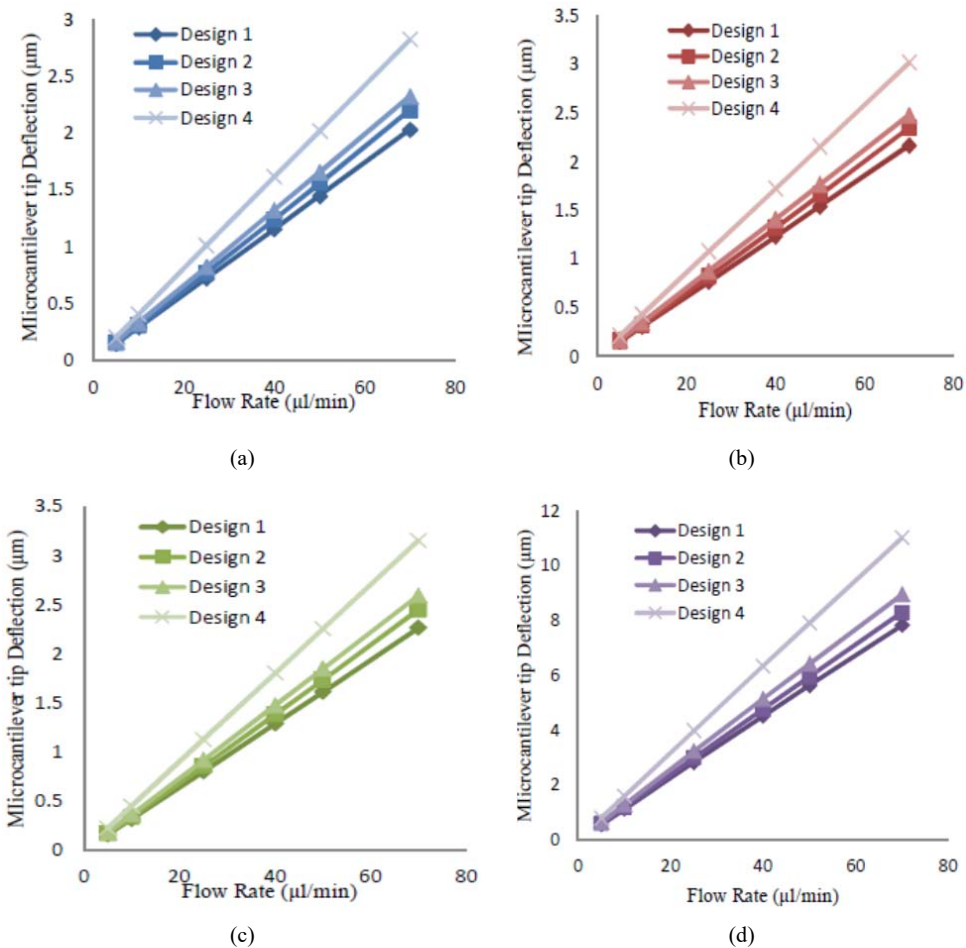 MIicrocantilever tip Deflection (µm)
3
2.5
2
1.5
1
0.5
0
0
20
40
60
80
Flow Rate (µl/min)
Design 1
Design 2
Design 3
Design 4
(a)
MIicrocantilever tip Deflection (µm)
3.5
3
2.5
2
1.5
1
0.5
0
0
20
40
60
80
Flow Rate (µl/min)
Design 1
Design 2
Design 3
Design 4
(b)
MIicrocantilever tip Deflection (µm)
3.5
3
2.5
2
1.5
1
0.5
0
0
20
40
60
80
Flow Rate (µl/min)
Design 1
Design 2
Design 3
Design 4
(c)
MIicrocantilever tip Deflection (µm)
12
10
8
6
4
2
0
0
20
40
60
80
Flow Rate (µl/min)
Design 1
Design 2
Design 3
Design 4
(d)